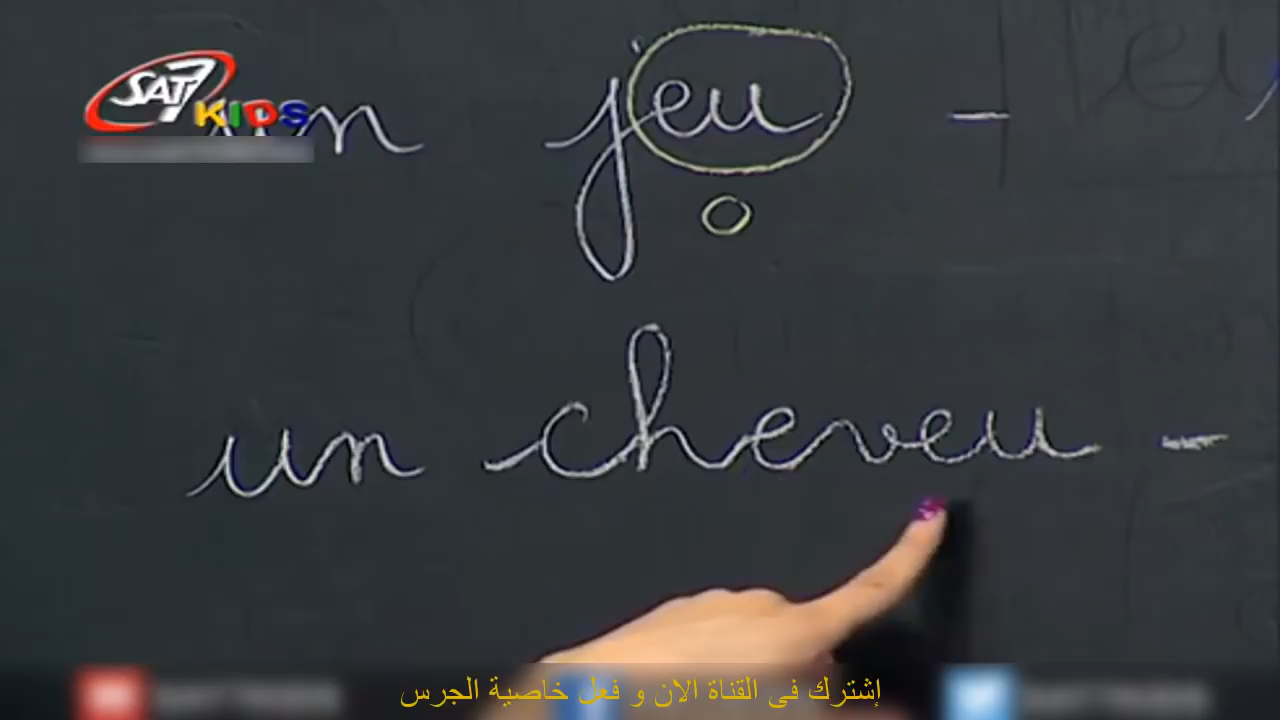 SAT7
KIDS
un jeu -
un cheveu -
إشترك فى القناة الان و فعل خاصية الجرس